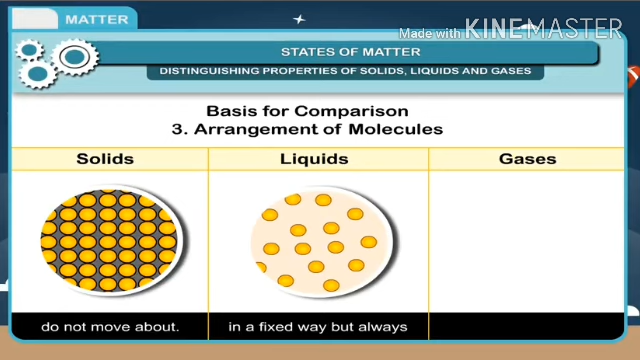 MATTER
Made with KINEMASTER
STATES OF MATTER
DISTINGUISHING PROPERTIES OF SOLIDS, LIQUIDS AND GASES
Basis for Comparison
3. Arrangement of Molecules
Solids
Liquids
Gases
do not move about.
in a fixed way but always